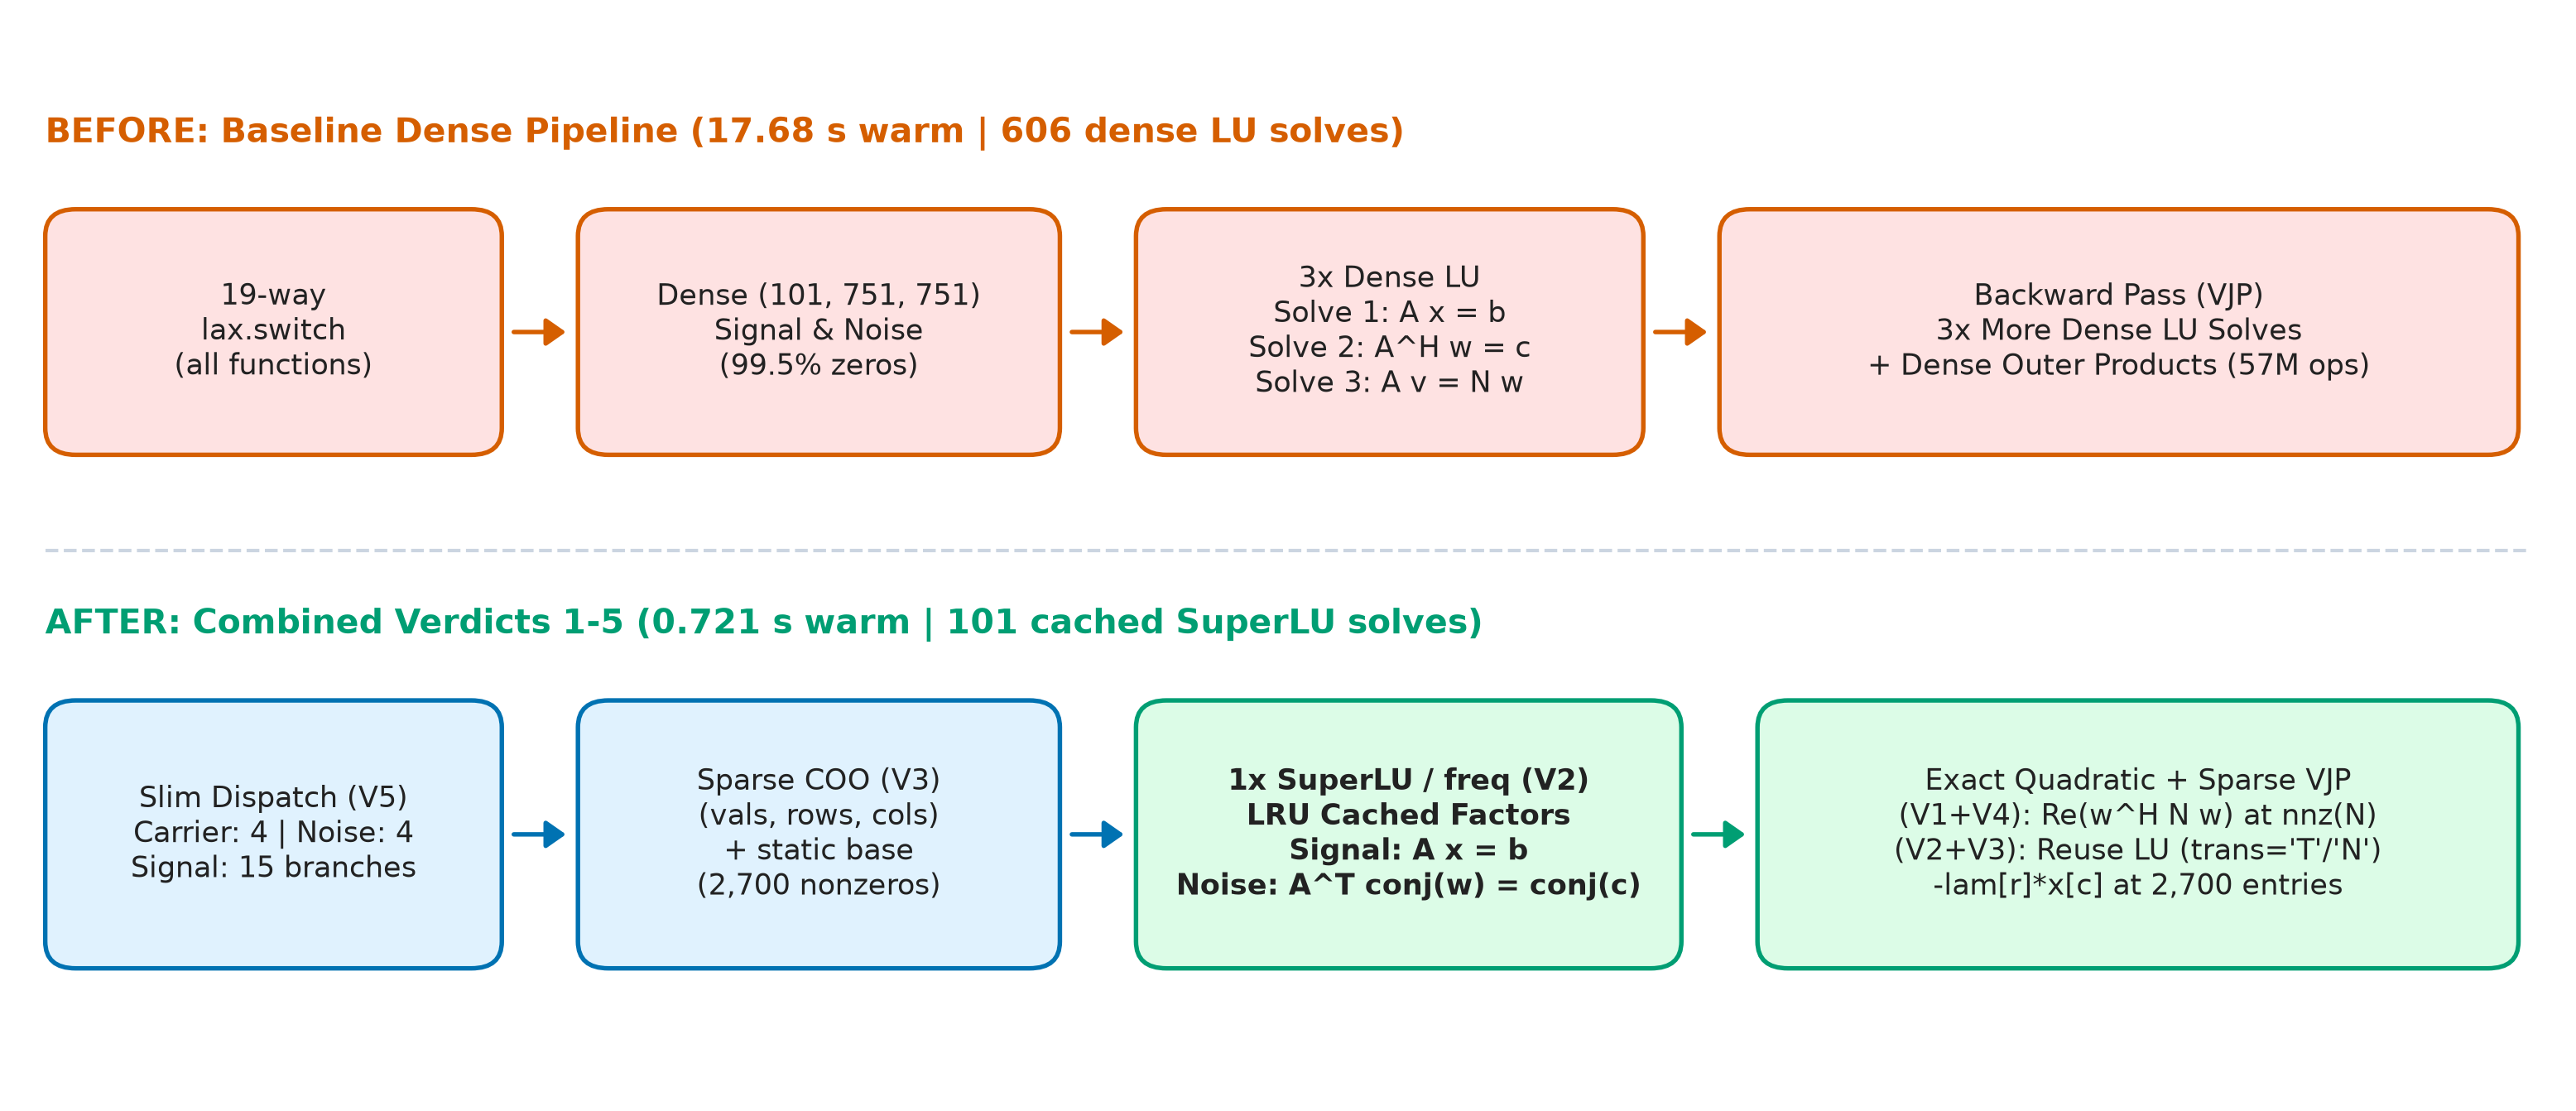 BEFORE: Baseline Dense Pipeline (17.68 s warm | 606 dense LU solves)
19-way
lax.switch
(all functions)
Dense (101, 751, 751)
Signal & Noise
(99.5% zeros)
3x Dense LU
Solve 1: A x = b
Solve 2: A^H w = c
Solve 3: A v = N w
Backward Pass (VJP)
3x More Dense LU Solves
+ Dense Outer Products (57M ops)
AFTER: Combined Verdicts 1-5 (0.721 s warm | 101 cached SuperLU solves)
Slim Dispatch (V5)
Carrier: 4 | Noise: 4
Signal: 15 branches
Sparse COO (V3)
(vals, rows, cols)
+ static base
(2,700 nonzeros)
1x SuperLU / freq (V2)
LRU Cached Factors
Signal: A x = b
Noise: A^T conj(w) = conj(c)
Exact Quadratic + Sparse VJP
(V1+V4): Re(w^H N w) at nnz(N)
(V2+V3): Reuse LU (trans='T'/'N')
-lam[r]*x[c] at 2,700 entries